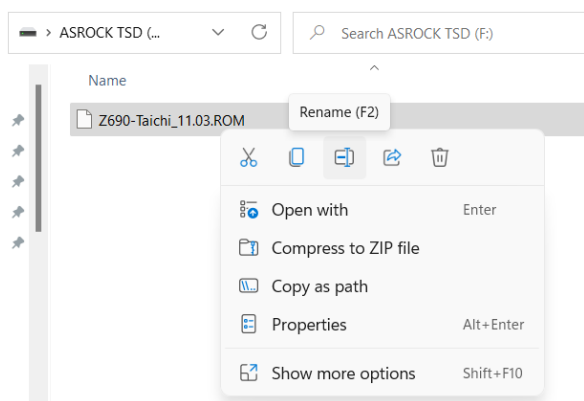 ASROCK TSD (...
Search ASROCK TSD (F:)
Name
Z690-Taichi_11.03.ROM
Rename (F2)
Open with Enter
Compress to ZIP file
Copy as path
Properties Alt+Enter
Show more options Shift+F10